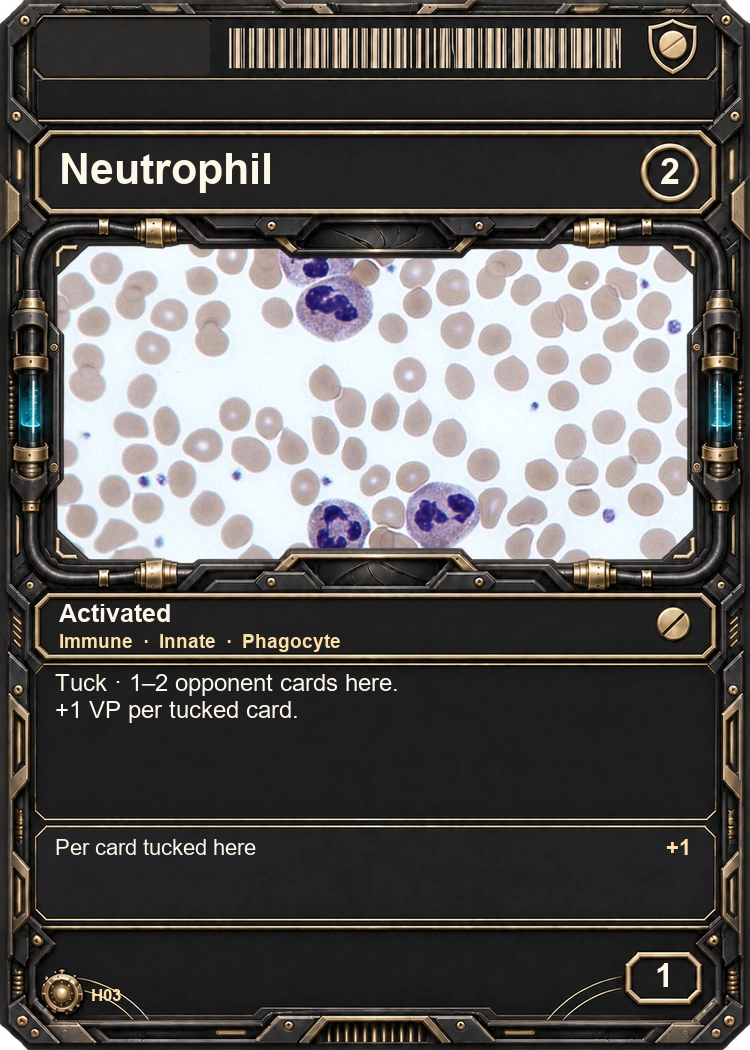 Neutrophil
2
Activated
Immune · Innate · Phagocyte
Tuck · 1–2 opponent cards here.
+1 VP per tucked card.
Per card tucked here +1
H03
1